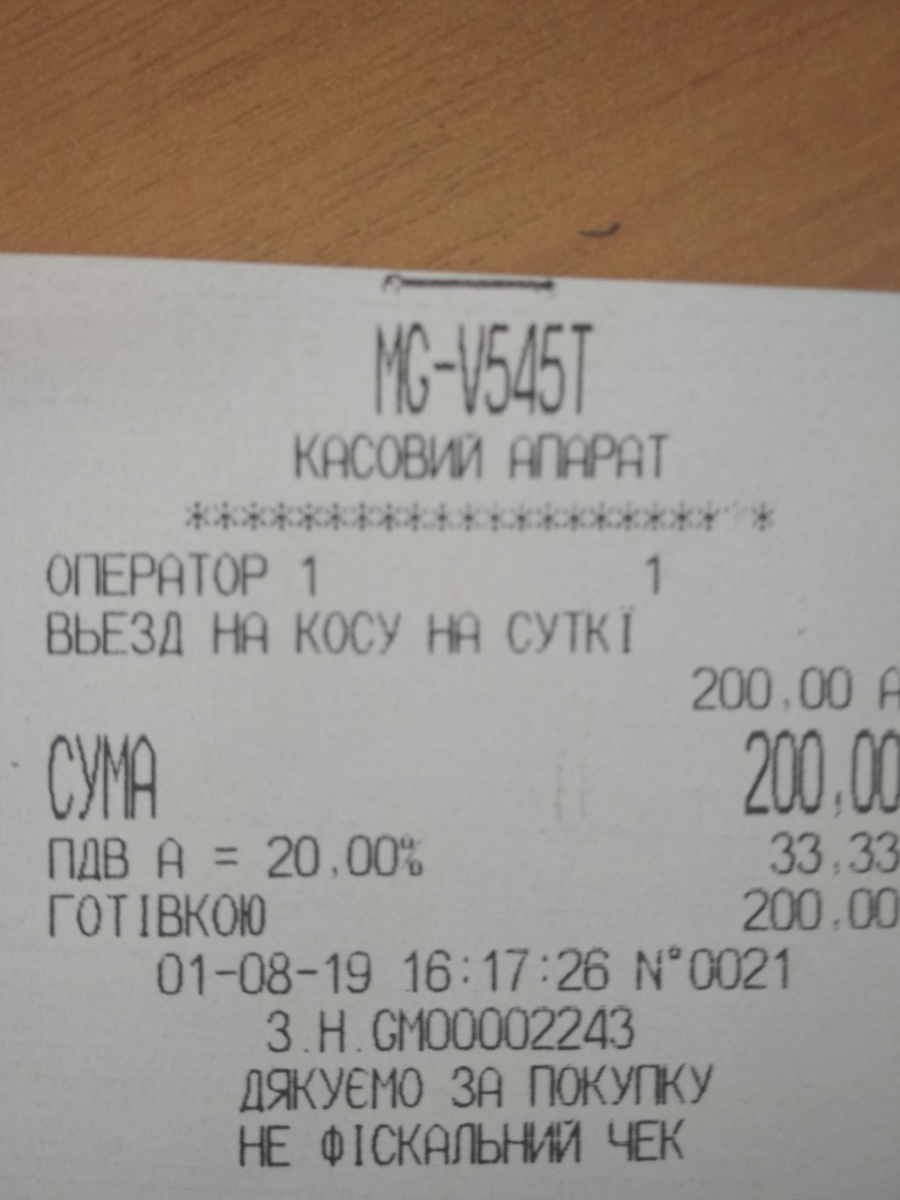 MG-V545T
КАСОВИЙ АПАРАТ
********************* *
ОПЕРАТОР 1 1
ВЬЕЗД НА КОСУ НА СУТКЇ
200,00 А
СУМА 200,00
ПДВ А = 20,00% 33,33
ГОТІВКОЮ 200,00
01-08-19 16:17:26 N°0021
З.Н.GM00002243
ДЯКУЄМО ЗА ПОКУПКУ
НЕ ФІСКАЛЬНИЙ ЧЕК